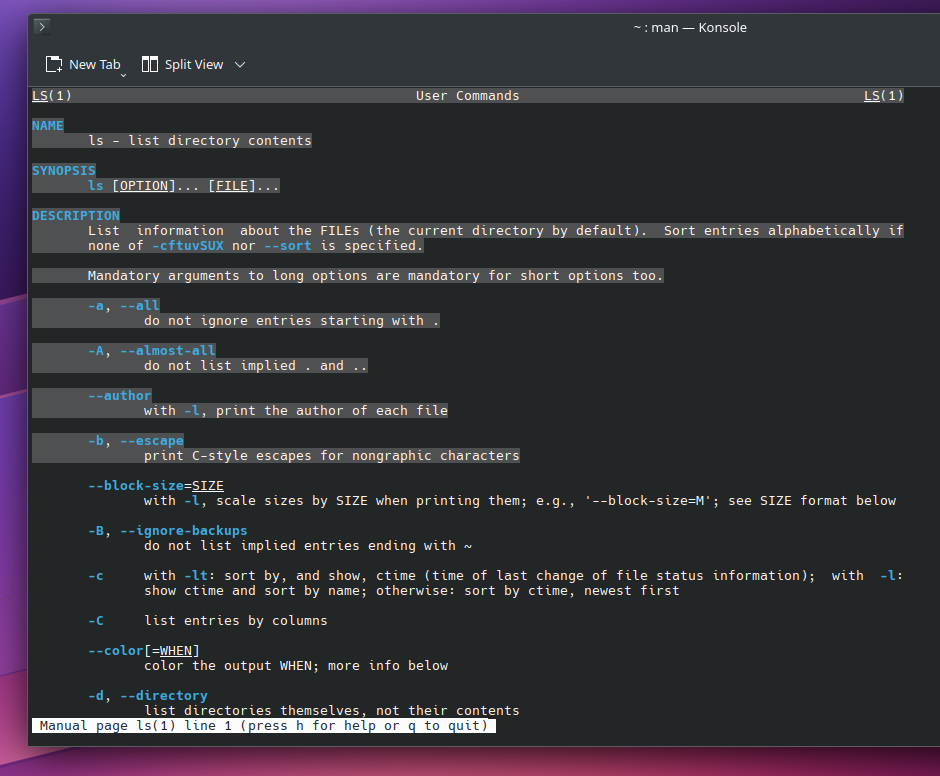 ~ : man — Konsole
New Tab Split View
LS(1) User Commands LS(1)
NAME
ls - list directory contents
SYNOPSIS
ls [OPTION]... [FILE]...
DESCRIPTION
List information about the FILEs (the current directory by default). Sort entries alphabetically if
none of -cftuvSUX nor --sort is specified.
Mandatory arguments to long options are mandatory for short options too.
-a, --all
do not ignore entries starting with .
-A, --almost-all
do not list implied . and ..
--author
with -l, print the author of each file
-b, --escape
print C-style escapes for nongraphic characters
--block-size=SIZE
with -l, scale sizes by SIZE when printing them; e.g., '--block-size=M'; see SIZE format below
-B, --ignore-backups
do not list implied entries ending with ~
-c with -lt: sort by, and show, ctime (time of last change of file status information); with -l:
show ctime and sort by name; otherwise: sort by ctime, newest first
-C list entries by columns
--color[=WHEN]
color the output WHEN; more info below
-d, --directory
list directories themselves, not their contents
Manual page ls(1) line 1 (press h for help or q to quit)